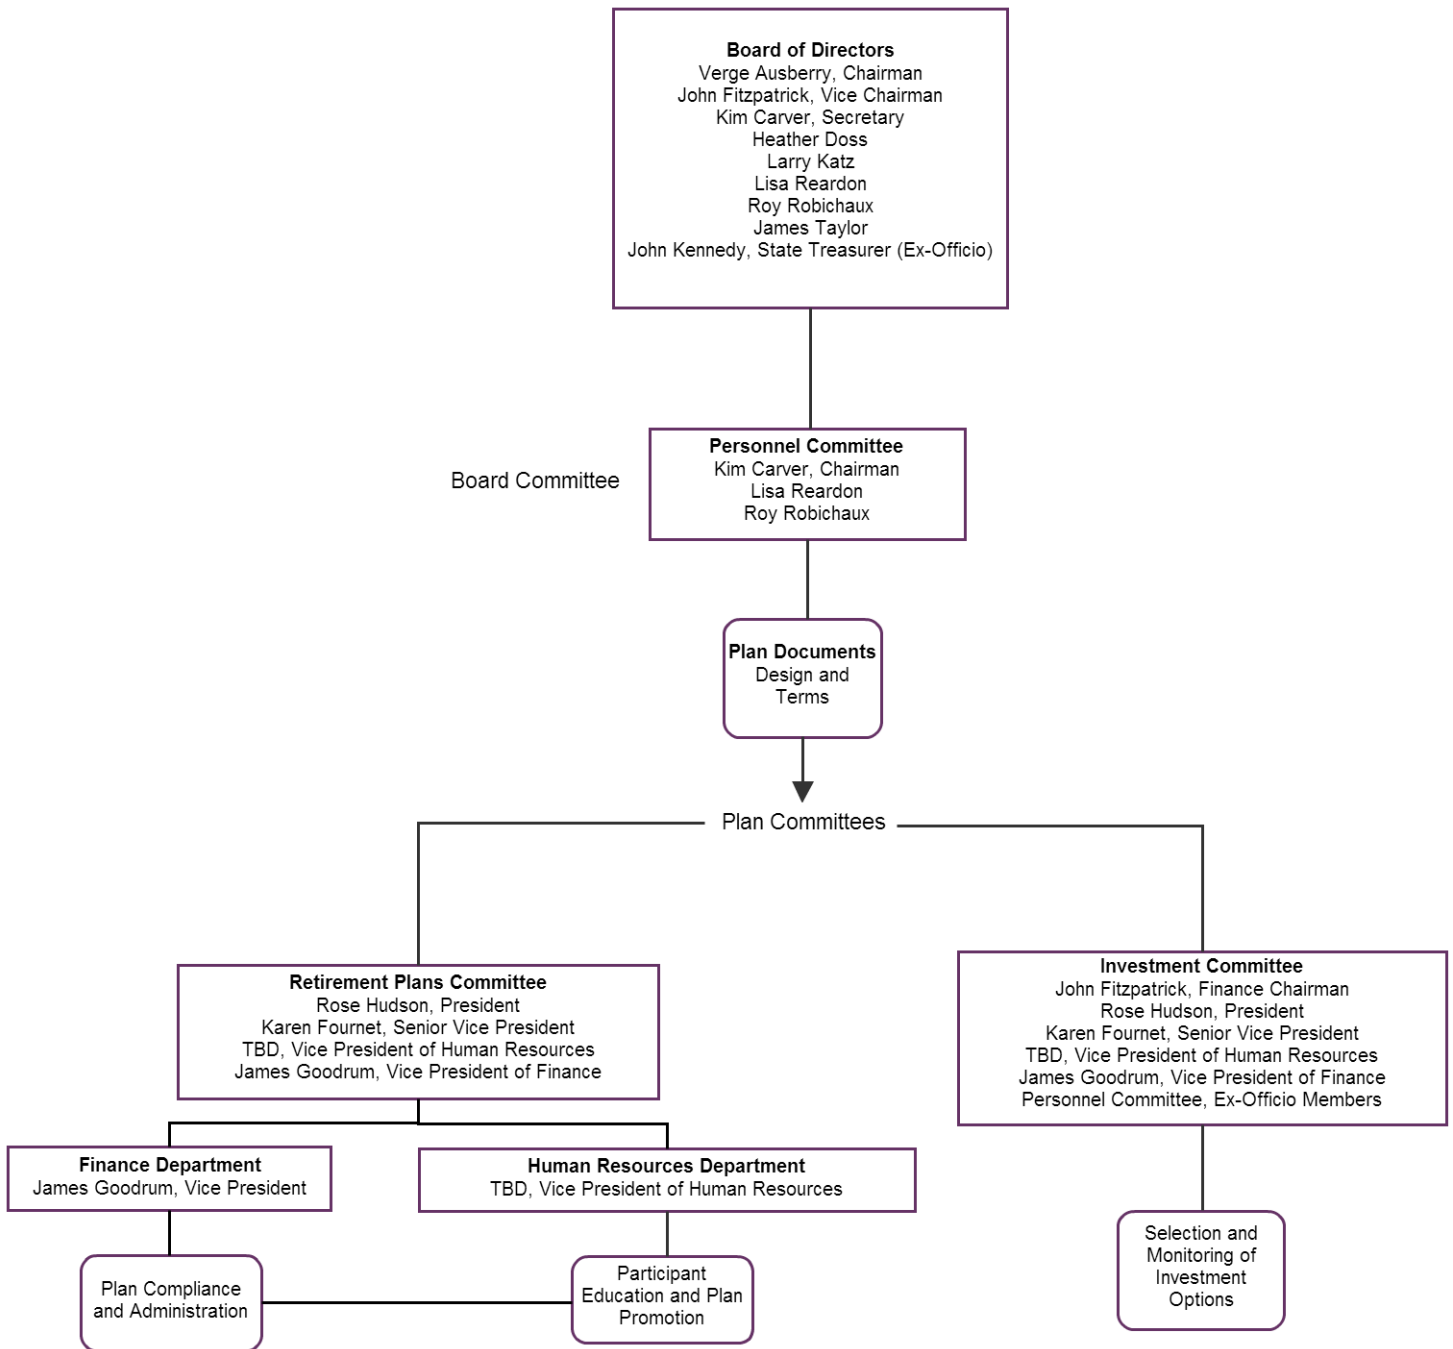 Board of Directors
Verge Ausberry, Chairman
John Fitzpatrick, Vice Chairman
Kim Carver, Secretary
Heather Doss
Larry Katz
Lisa Reardon
Roy Robichaux
James Taylor
John Kennedy, State Treasurer (Ex-Officio)
Board Committee
Personnel Committee
Kim Carver, Chairman
Lisa Reardon
Roy Robichaux
Plan Documents
Design and
Terms
Plan Committees
Retirement Plans Committee
Rose Hudson, President
Karen Fournet, Senior Vice President
TBD, Vice President of Human Resources
James Goodrum, Vice President of Finance
Investment Committee
John Fitzpatrick, Finance Chairman
Rose Hudson, President
Karen Fournet, Senior Vice President
TBD, Vice President of Human Resources
James Goodrum, Vice President of Finance
Personnel Committee, Ex-Officio Members
Finance Department
James Goodrum, Vice President
Human Resources Department
TBD, Vice President of Human Resources
Plan Compliance
and Administration
Participant
Education and Plan
Promotion
Selection and
Monitoring of
Investment
Options